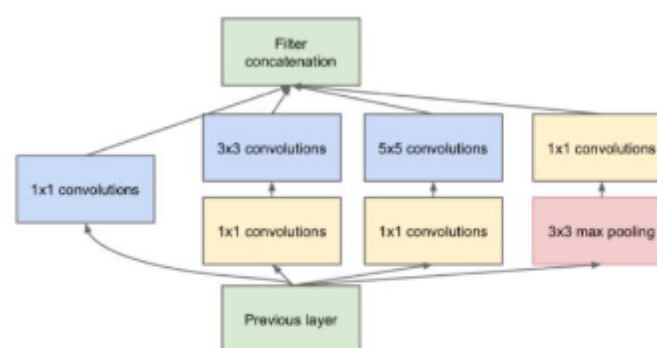 Filter
concatenation
3x3 convolutions
5x5 convolutions
1x1 convolutions
1x1 convolutions
1x1 convolutions
1x1 convolutions
3x3 max pooling
Previous layer